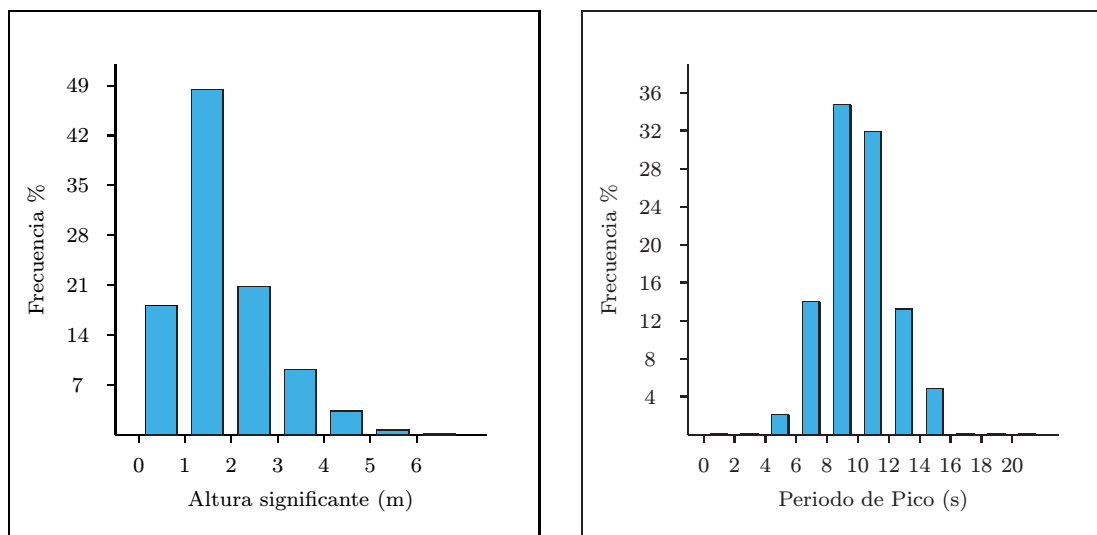 49
42
35
28
21
14
7
Frecuencia %
0 1 2 3 4 5 6
Altura significante (m)
36
32
28
24
20
16
12
8
4
Frecuencia %
0 2 4 6 8 10 12 14 16 18 20
Periodo de Pico (s)